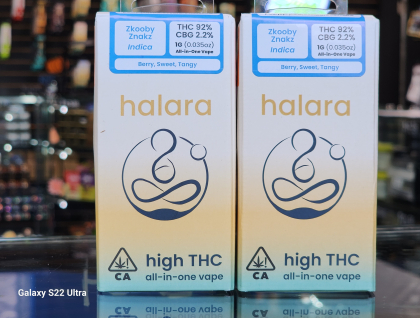 Zkooby
Znakz
Indica
THC 92%
CBG 2.2%
1G (0.035oz)
All-in-One Vape
Berry, Sweet, Tangy
halara
CA
high THC
all-in-one vape
Zkooby
Znakz
Indica
THC 92%
CBG 2.2%
1G (0.035oz)
All-in-One Vape
Berry, Sweet, Tangy
halara
CA
high THC
all-in-one vape
Galaxy S22 Ultra